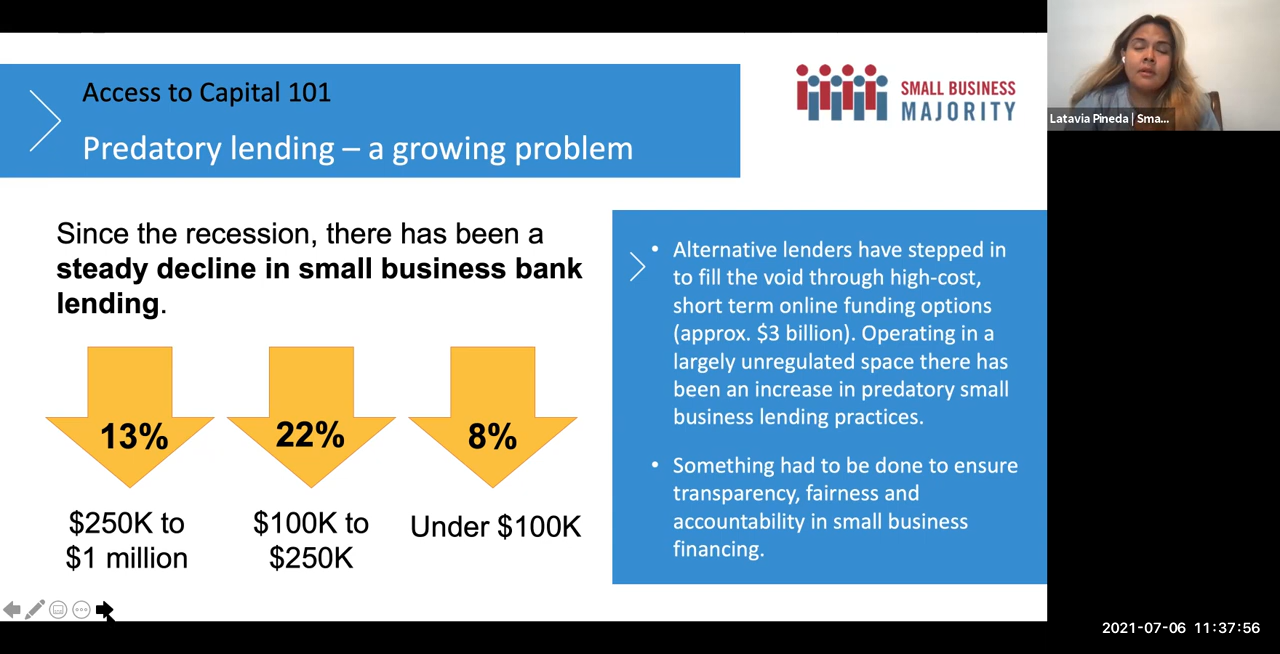 Access to Capital 101
Predatory lending – a growing problem
SMALL BUSINESS
MAJORITY
Latavia Pineda | Sma...
Since the recession, there has been a
steady decline in small business bank
lending.
13%
22%
8%
$250K to
$1 million
$100K to
$250K
Under $100K
• Alternative lenders have stepped in
to fill the void through high-cost,
short term online funding options
(approx. $3 billion). Operating in a
largely unregulated space there has
been an increase in predatory small
business lending practices.
• Something had to be done to ensure
transparency, fairness and
accountability in small business
financing.
2021-07-06 11:37:56